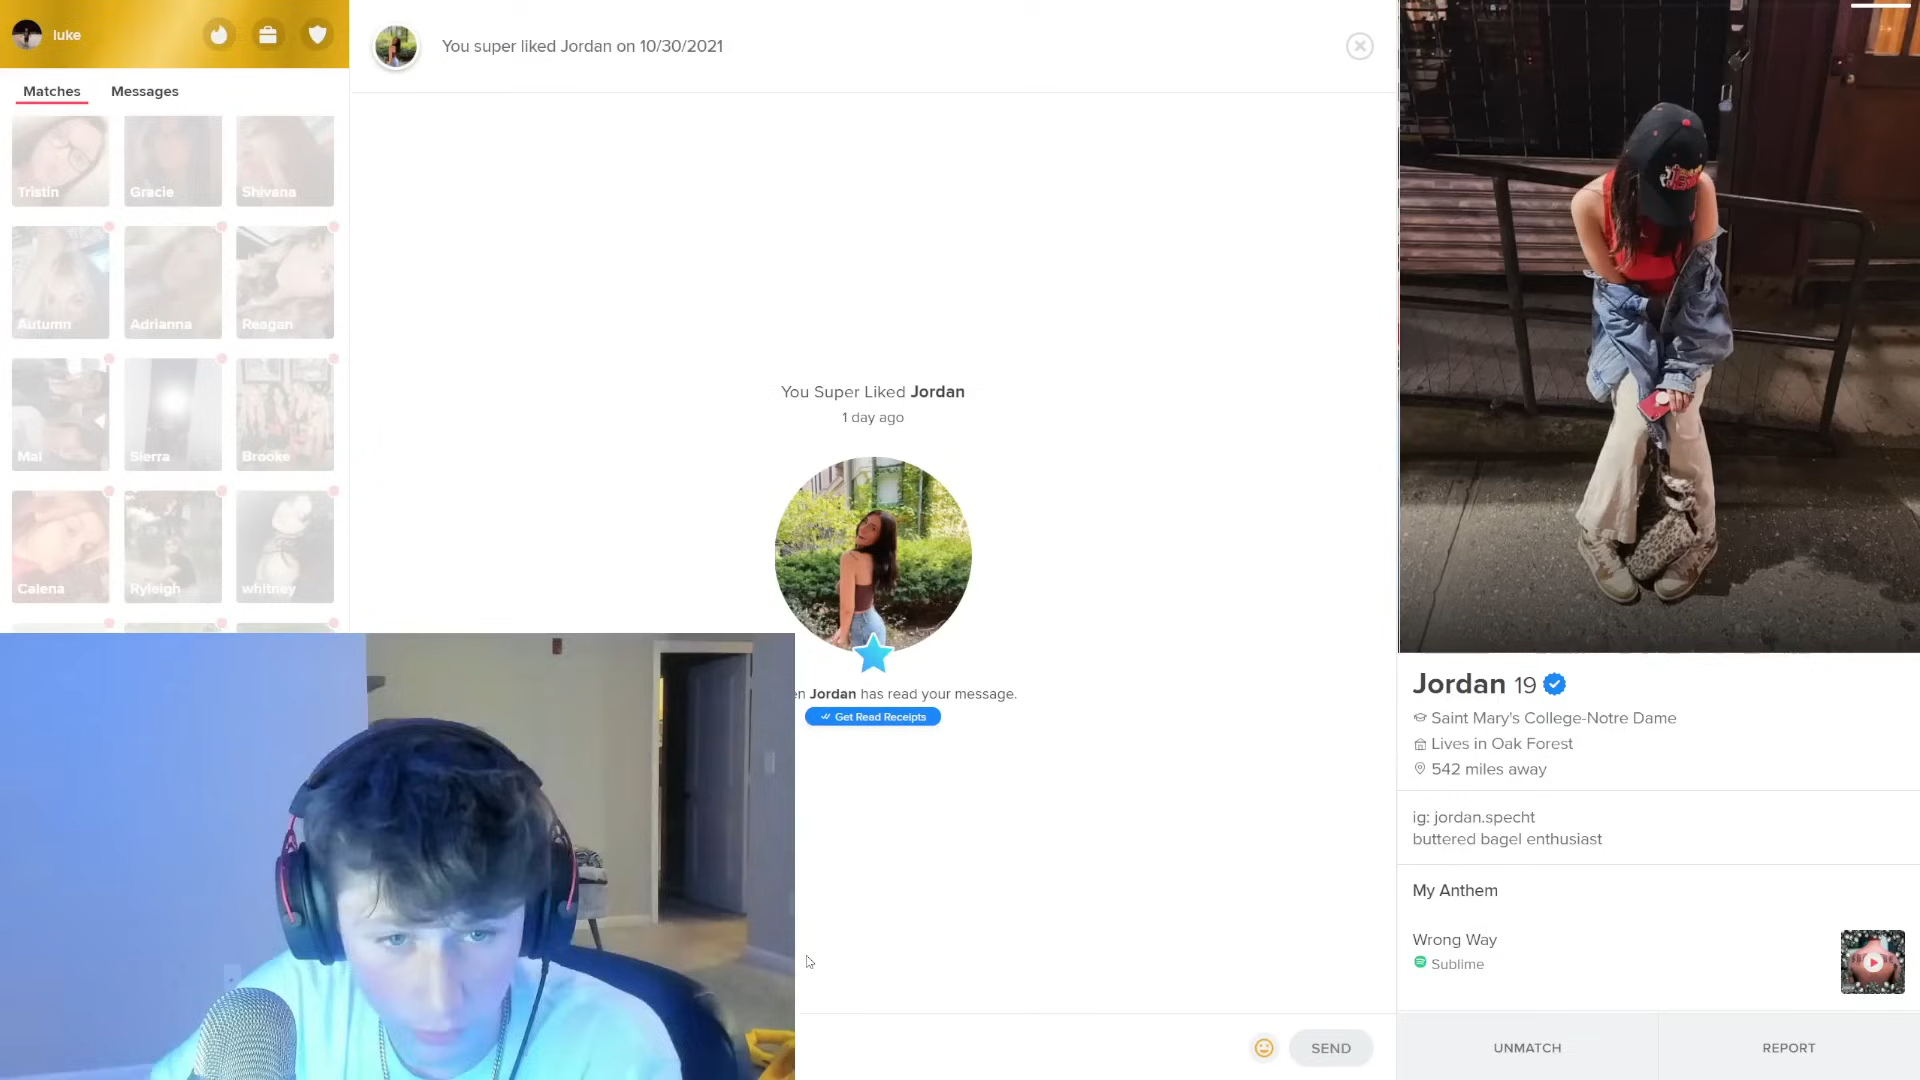 luke
You super liked Jordan on 10/30/2021
Matches Messages
Tristin Gracie Shivana
Autumn Adrianna Reagan
Mai Sierra Brooke
Calena Ryleigh whitney
You Super Liked Jordan
1 day ago
Jordan has read your message.
Get Read Receipts
SEND
Jordan 19
Saint Mary's College-Notre Dame
Lives in Oak Forest
542 miles away
ig: jordan.specht
buttered bagel enthusiast
My Anthem
Wrong Way
Sublime
UNMATCH REPORT